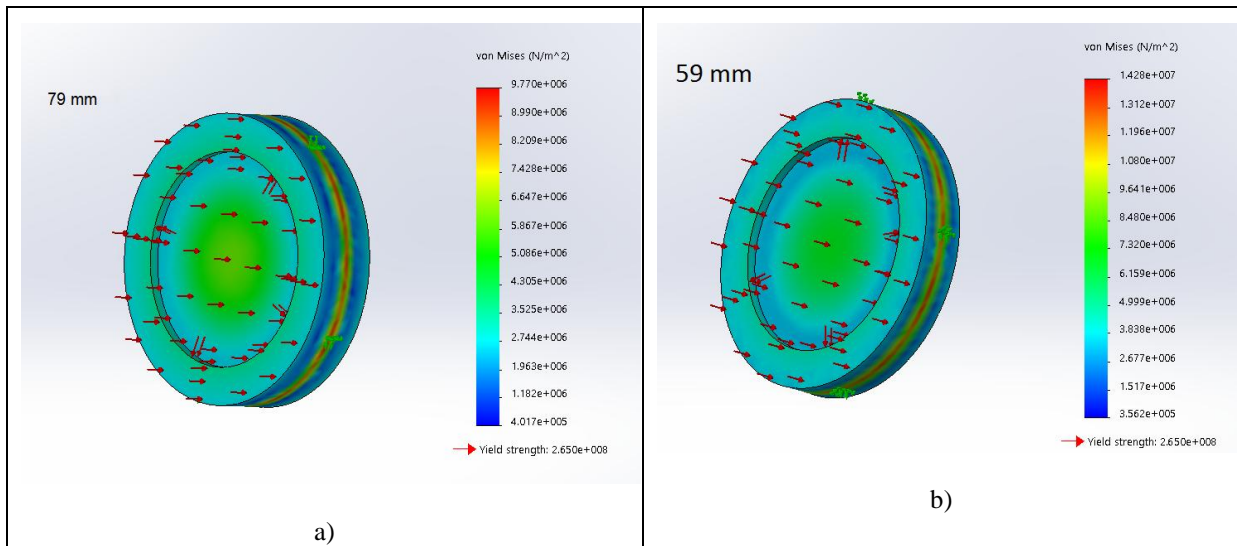 79 mm
von Mises (N/m^2)
9.770e+006
8.990e+006
8.209e+006
7.428e+006
6.648e+006
5.867e+006
5.086e+006
4.305e+006
3.525e+006
2.744e+006
1.963e+006
1.182e+006
4.017e+005
Yield strength: 2.650e+008
a)
59 mm
von Mises (N/m^2)
1.428e+007
1.312e+007
1.196e+007
1.080e+007
9.641e+006
8.480e+006
7.320e+006
6.159e+006
4.999e+006
3.838e+006
2.677e+006
1.517e+006
3.562e+005
Yield strength: 2.650e+008
b)